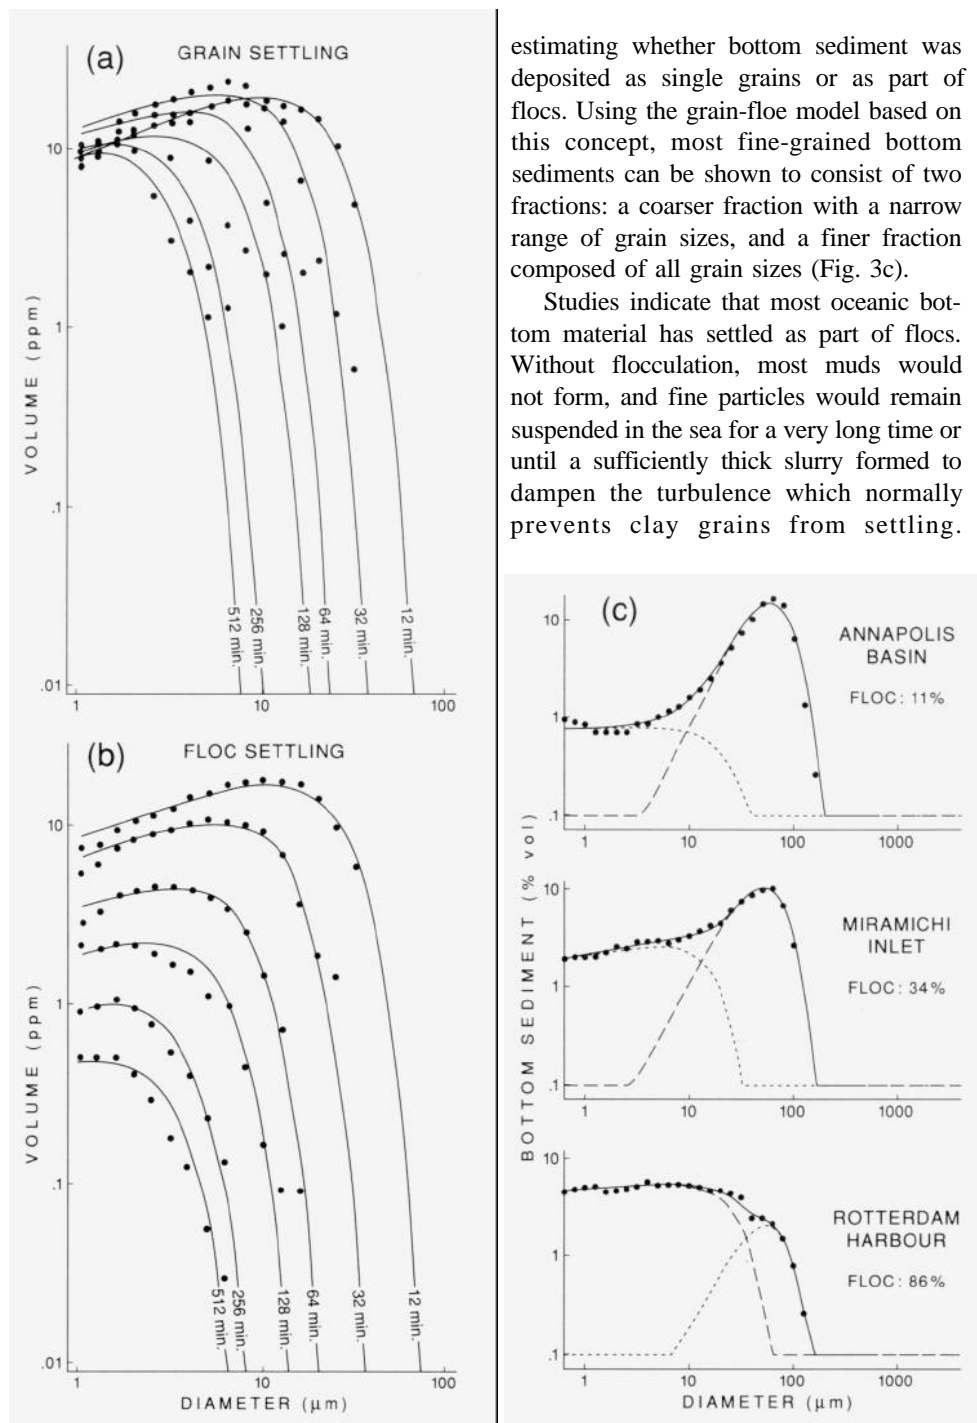 (a) GRAIN SETTLING
10
1
.1
.01
VOLUME (ppm)
512 min.
256 min.
128 min.
64 min.
32 min.
12 min.
1 10 100
(b) FLOC SETTLING
10
1
.1
.01
VOLUME (ppm)
512 min.
256 min.
128 min.
64 min.
32 min.
12 min.
1 10 100
DIAMETER (μm)
estimating whether bottom sediment was
deposited as single grains or as part of
flocs. Using the grain-floe model based on
this concept, most fine-grained bottom
sediments can be shown to consist of two
fractions: a coarser fraction with a narrow
range of grain sizes, and a finer fraction
composed of all grain sizes (Fig. 3c).
Studies indicate that most oceanic bot-
tom material has settled as part of flocs.
Without flocculation, most muds would
not form, and fine particles would remain
suspended in the sea for a very long time or
until a sufficiently thick slurry formed to
dampen the turbulence which normally
prevents clay grains from settling.
(c)
BOTTOM SEDIMENT (% vol)
10
1
.1
1 10 100 1000
ANNAPOLIS
BASIN
FLOC: 11%
10
1
.1
1 10 100 1000
MIRAMICHI
INLET
FLOC: 34%
10
1
.1
1 10 100 1000
ROTTERDAM
HARBOUR
FLOC: 86%
DIAMETER (μm)